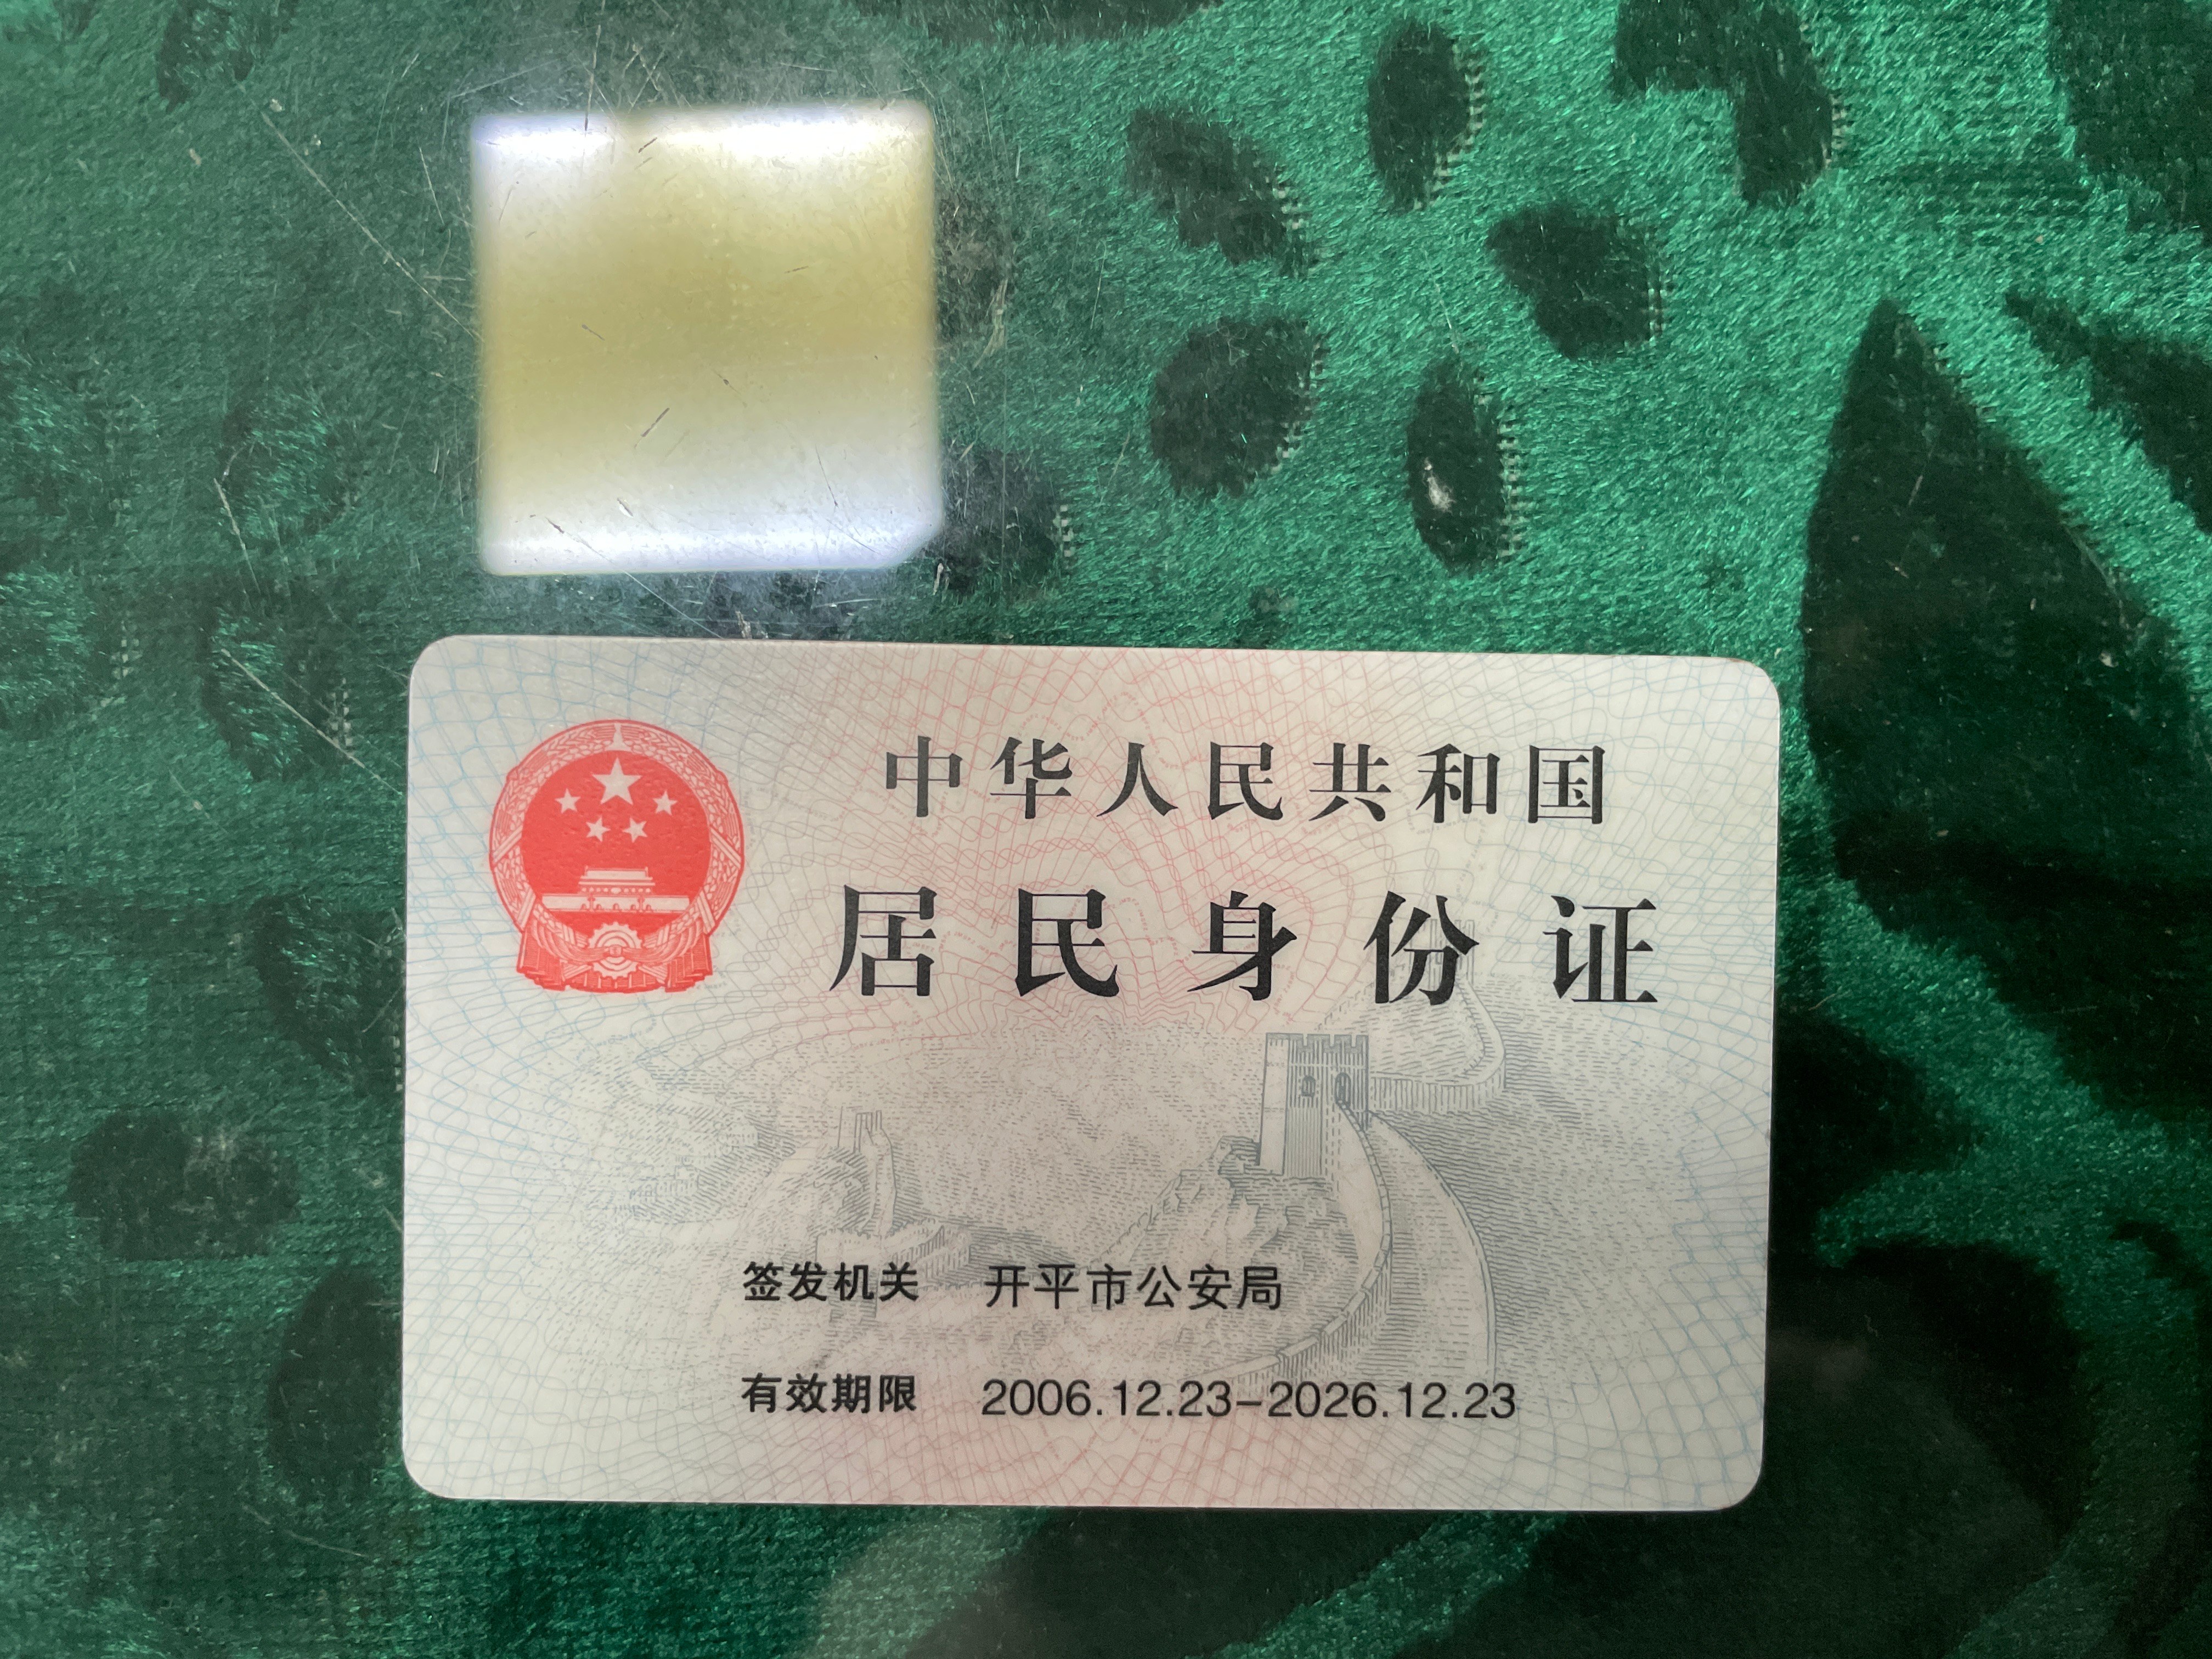 中华人民共和国
居民身份证
签发机关 开平市公安局
有效期限 2006.12.23-2026.12.23